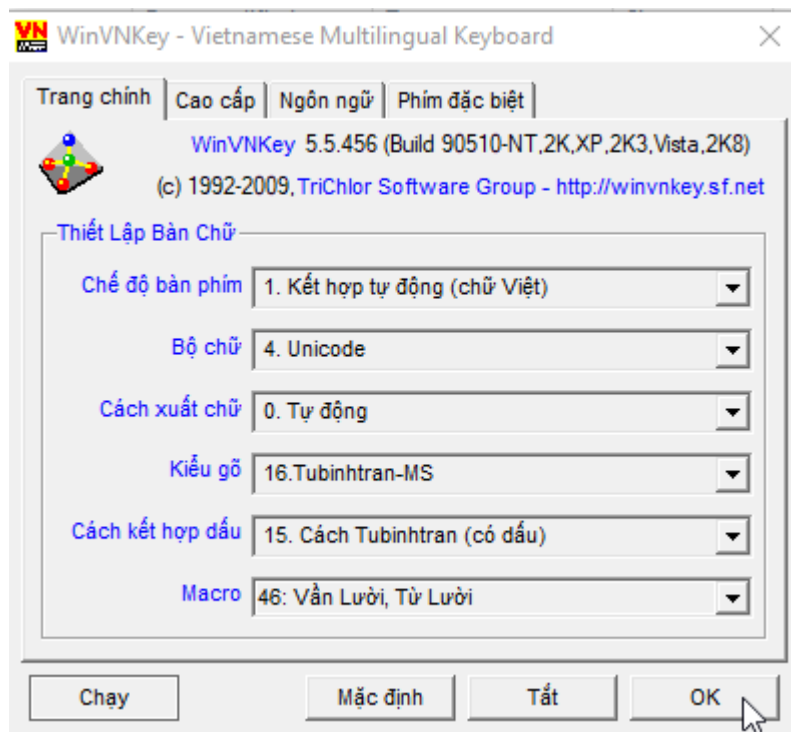 VN WinVNKey - Vietnamese Multilingual Keyboard
Trang chính Cao cấp Ngôn ngữ Phím đặc biệt
WinVNKey 5.5.456 (Build 90510-NT,2K,XP,2K3,Vista,2K8)
(c) 1992-2009,TriChlor Software Group - http://winvnkey.sf.net
Thiết Lập Bàn Chữ
Chế độ bàn phím 1. Kết hợp tự động (chữ Việt)
Bộ chữ 4. Unicode
Cách xuất chữ 0. Tự động
Kiểu gõ 16.Tubinhtran-MS
Cách kết hợp dấu 15. Cách Tubinhtran (có dấu)
Macro 46: Vần Lười, Từ Lười
Chạy Mặc định Tắt OK